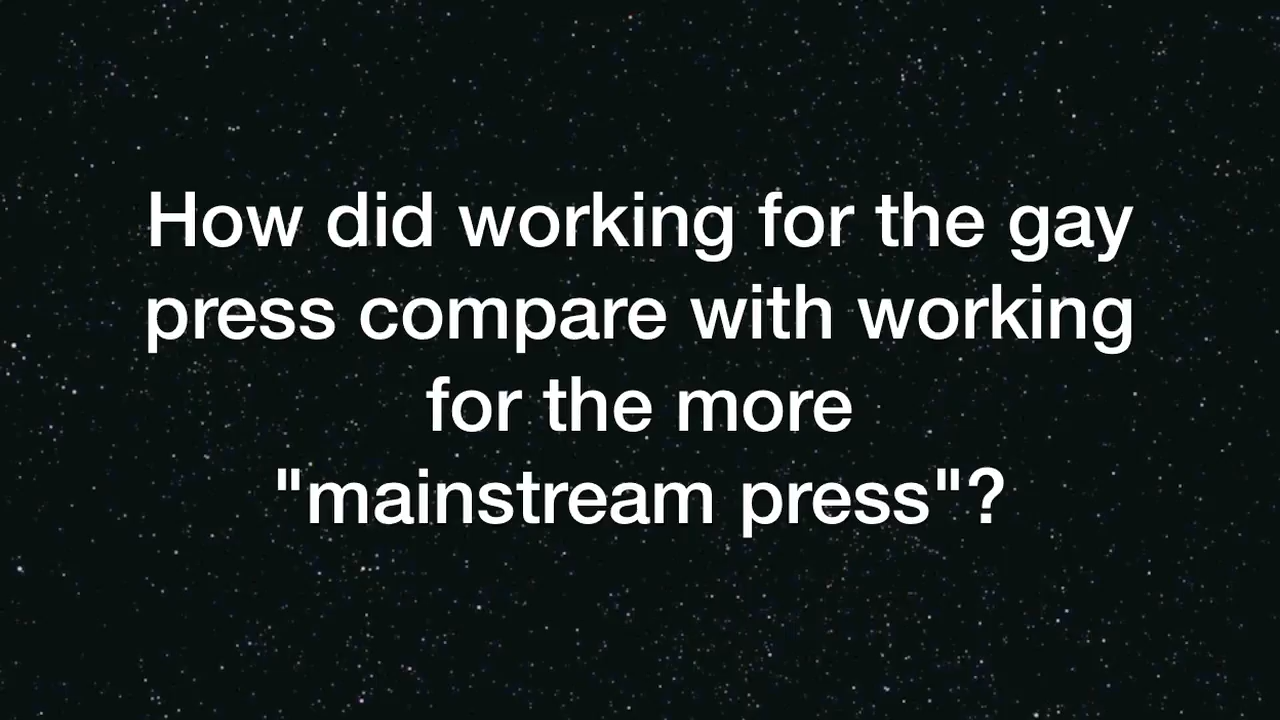 How did working for the gay
press compare with working
for the more
"mainstream press"?